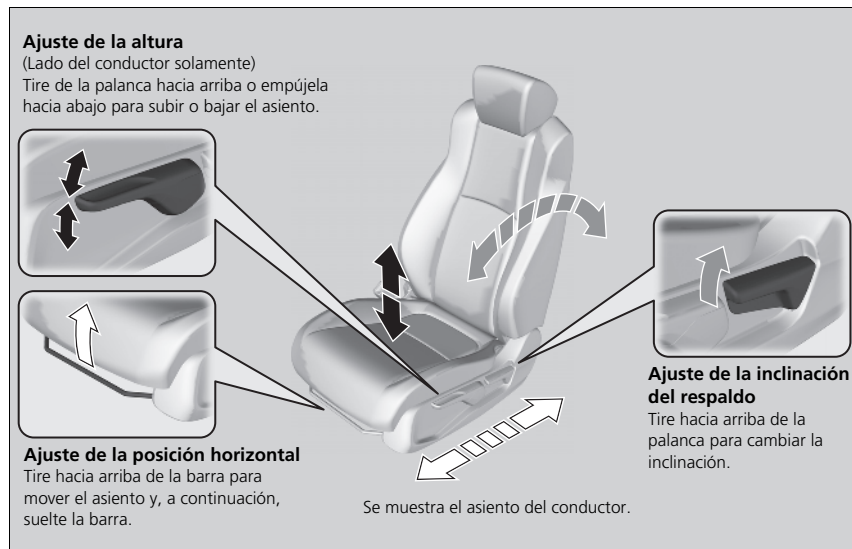 Ajuste de la altura
(Lado del conductor solamente)
Tire de la palanca hacia arriba o empújela
hacia abajo para subir o bajar el asiento.
Ajuste de la posición horizontal
Tire hacia arriba de la barra para
mover el asiento y, a continuación,
suelte la barra.
Se muestra el asiento del conductor.
Ajuste de la inclinación
del respaldo
Tire hacia arriba de la
palanca para cambiar la
inclinación.